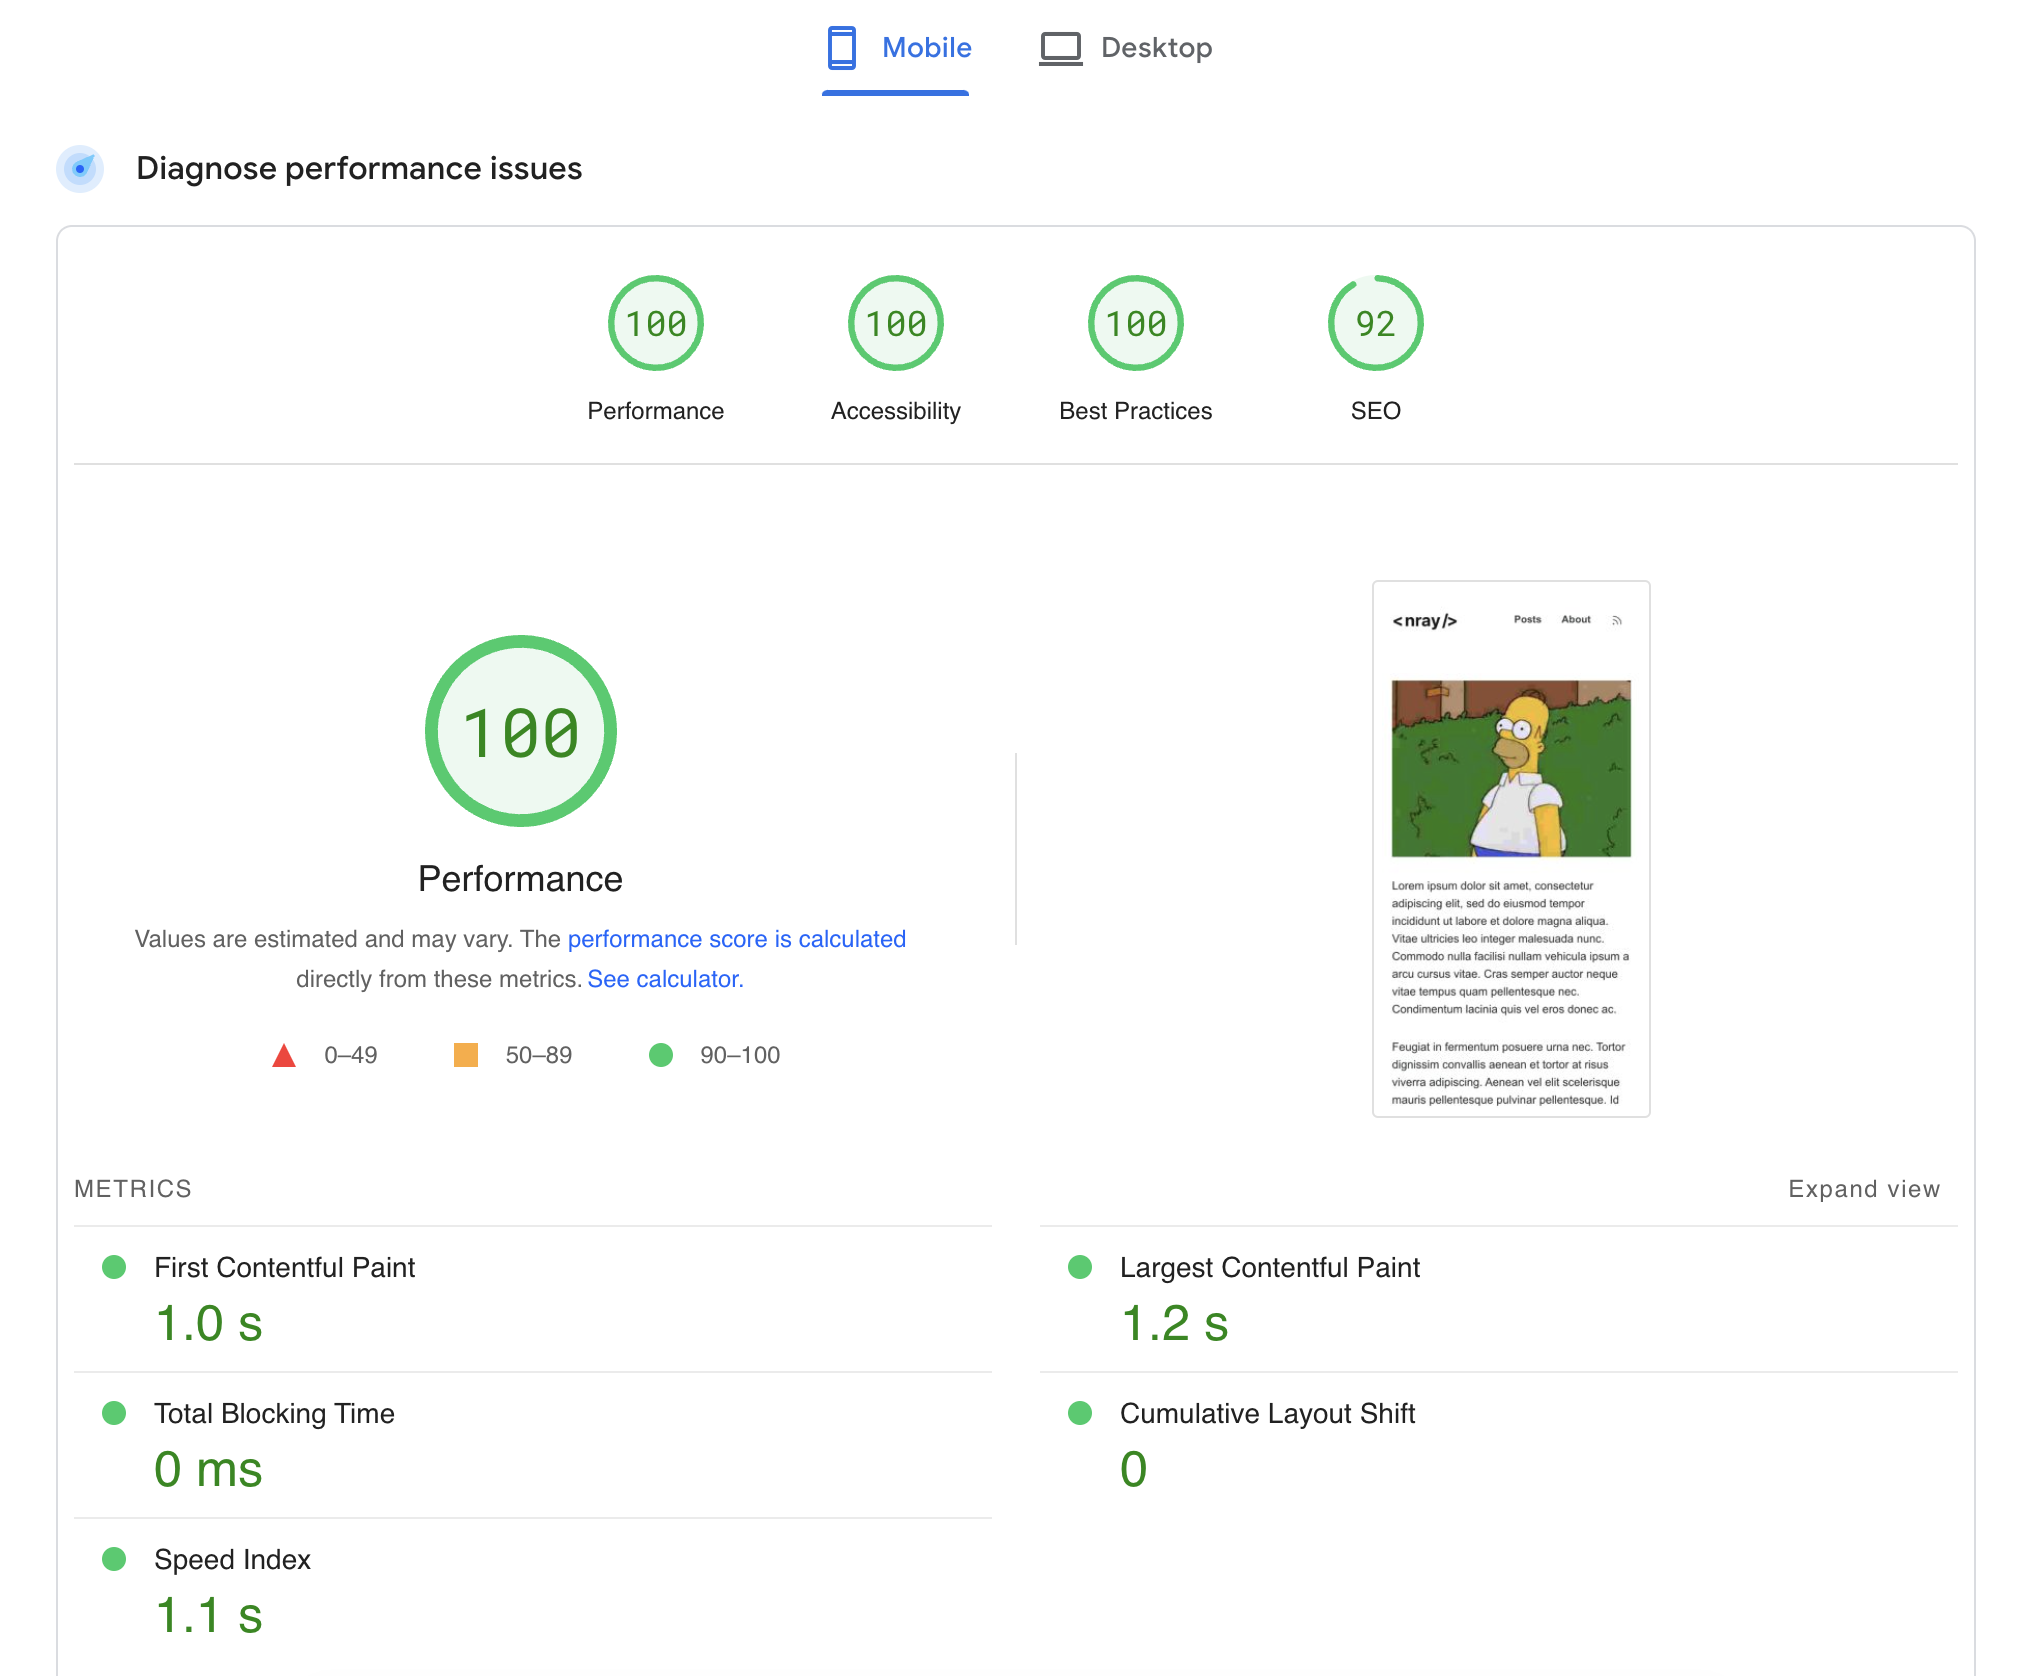 Mobile
Desktop
Diagnose performance issues
100
100
100
92
Performance
Accessibility
Best Practices
SEO
100
Performance
Values are estimated and may vary. The performance score is calculated
directly from these metrics. See calculator.
0–49
50–89
90–100
<nray/>
Posts
About
Lorem ipsum dolor sit amet, consectetur
adipiscing elit, sed do eiusmod tempor
incididunt ut labore et dolore magna aliqua.
Vitae ultricies leo integer malesuada nunc.
Commodo nulla facilisi nullam vehicula ipsum a
arcu cursus vitae. Cras semper auctor neque
vitae tempus quam pellentesque nec.
Condimentum lacinia quis vel eros donec ac.
Feugiat in fermentum posuere urna nec. Tortor
dignissim convallis aenean et tortor at risus
viverra adipiscing. Aenean vel elit scelerisque
mauris pellentesque pulvinar pellentesque. Id
METRICS
Expand view
First Contentful Paint
1.0 s
Largest Contentful Paint
1.2 s
Total Blocking Time
0 ms
Cumulative Layout Shift
0
Speed Index
1.1 s